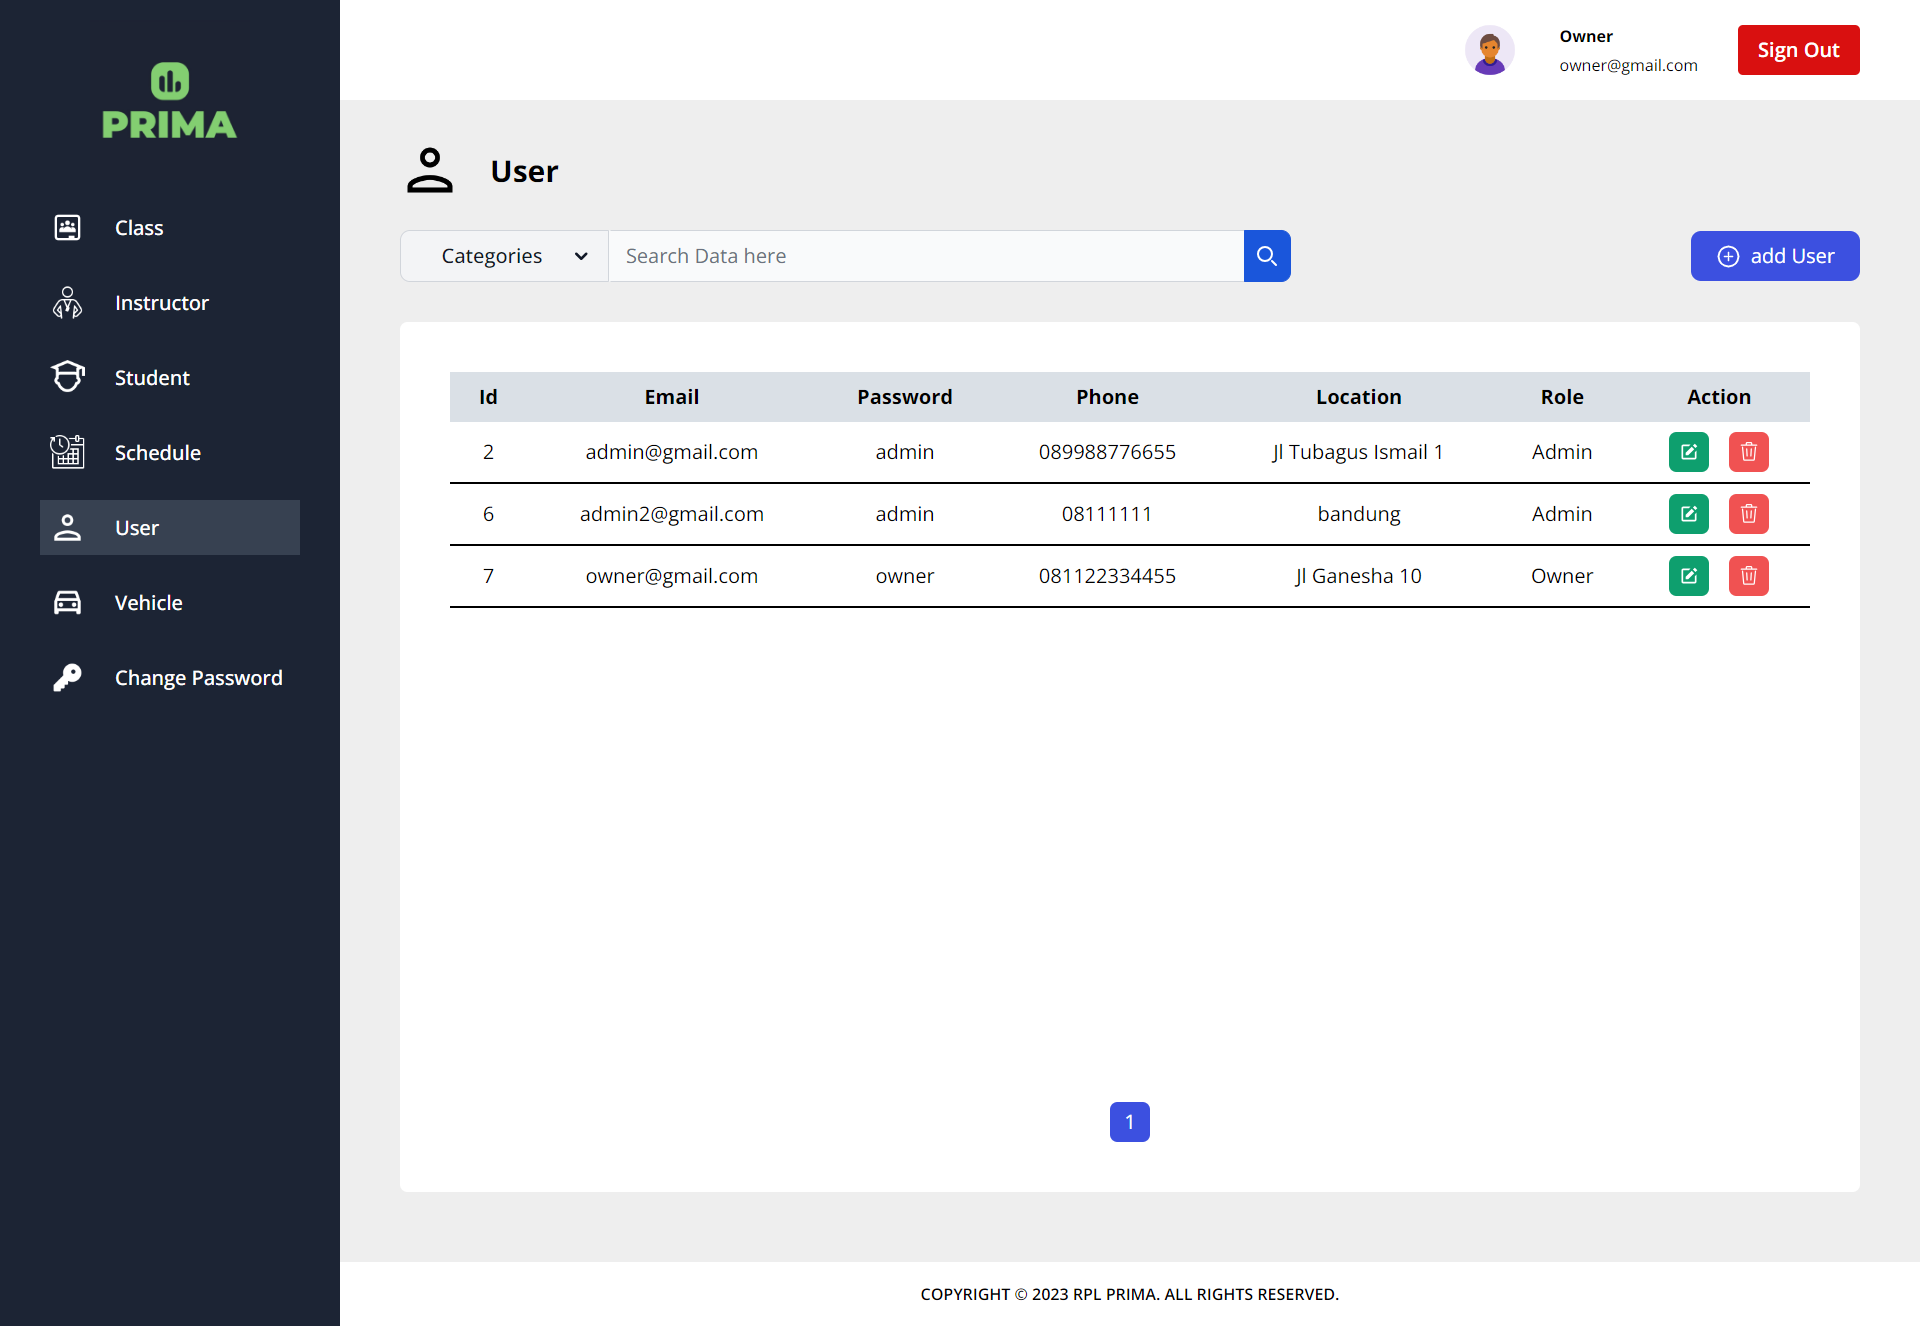 PRIMA
Class
Instructor
Student
Schedule
User
Vehicle
Change Password
Owner
owner@gmail.com
Sign Out
User
Categories
Search Data here
add User
Id Email Password Phone Location Role Action
2 admin@gmail.com admin 089988776655 Jl Tubagus Ismail 1 Admin
6 admin2@gmail.com admin 08111111 bandung Admin
7 owner@gmail.com owner 081122334455 Jl Ganesha 10 Owner
1
COPYRIGHT © 2023 RPL PRIMA. ALL RIGHTS RESERVED.